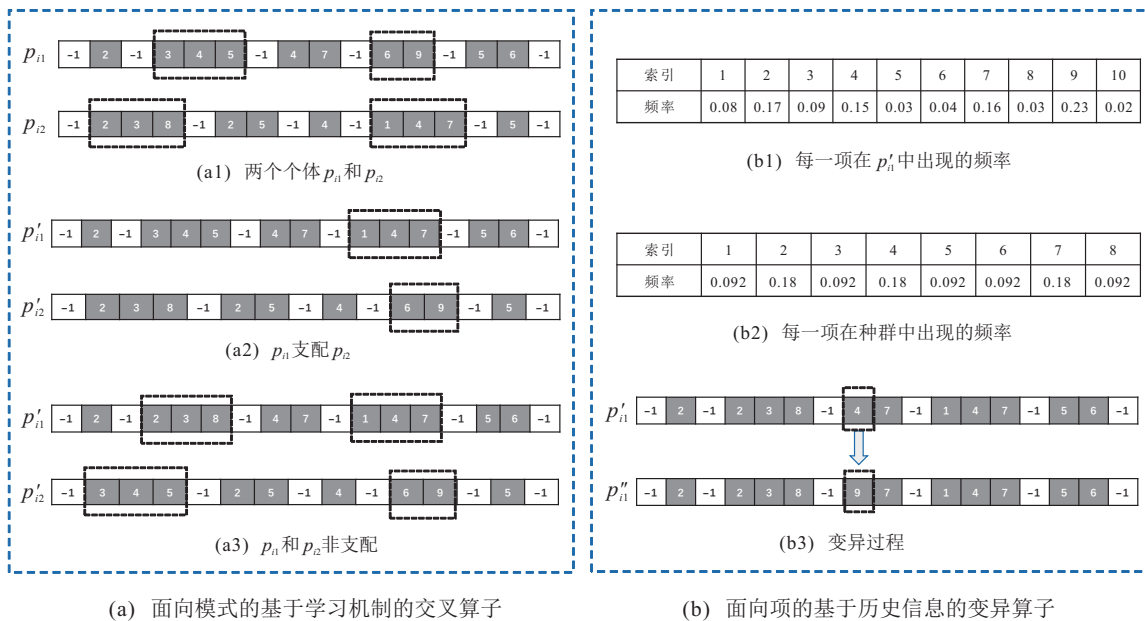 p_{i1} -1 2 -1 3 4 5 -1 4 7 -1 6 9 -1 5 6 -1
p_{i2} -1 2 3 8 -1 2 5 -1 4 -1 1 4 7 -1 5 -1
(a1) 两个个体 p_{i1} 和 p_{i2}
p'_{i1} -1 2 -1 3 4 5 -1 4 7 -1 1 4 7 -1 5 6 -1
p'_{i2} -1 2 3 8 -1 2 5 -1 4 -1 6 9 -1 5 -1
(a2) p_{i1} 支配 p_{i2}
p'_{i1} -1 2 -1 2 3 8 -1 4 7 -1 1 4 7 -1 5 6 -1
p'_{i2} -1 3 4 5 -1 2 5 -1 4 -1 6 9 -1 5 -1
(a3) p_{i1} 和 p_{i2} 非支配
(a) 面向模式的基于学习机制的交叉算子
索引 1 2 3 4 5 6 7 8 9 10
频率 0.08 0.17 0.09 0.15 0.03 0.04 0.16 0.03 0.23 0.02
(b1) 每一项在 p'_{i1} 中出现的频率
索引 1 2 3 4 5 6 7 8
频率 0.092 0.18 0.092 0.18 0.092 0.092 0.18 0.092
(b2) 每一项在种群中出现的频率
p'_{i1} -1 2 -1 2 3 8 -1 4 7 -1 1 4 7 -1 5 6 -1
p''_{i1} -1 2 -1 2 3 8 -1 9 7 -1 1 4 7 -1 5 6 -1
(b3) 变异过程
(b) 面向项的基于历史信息的变异算子